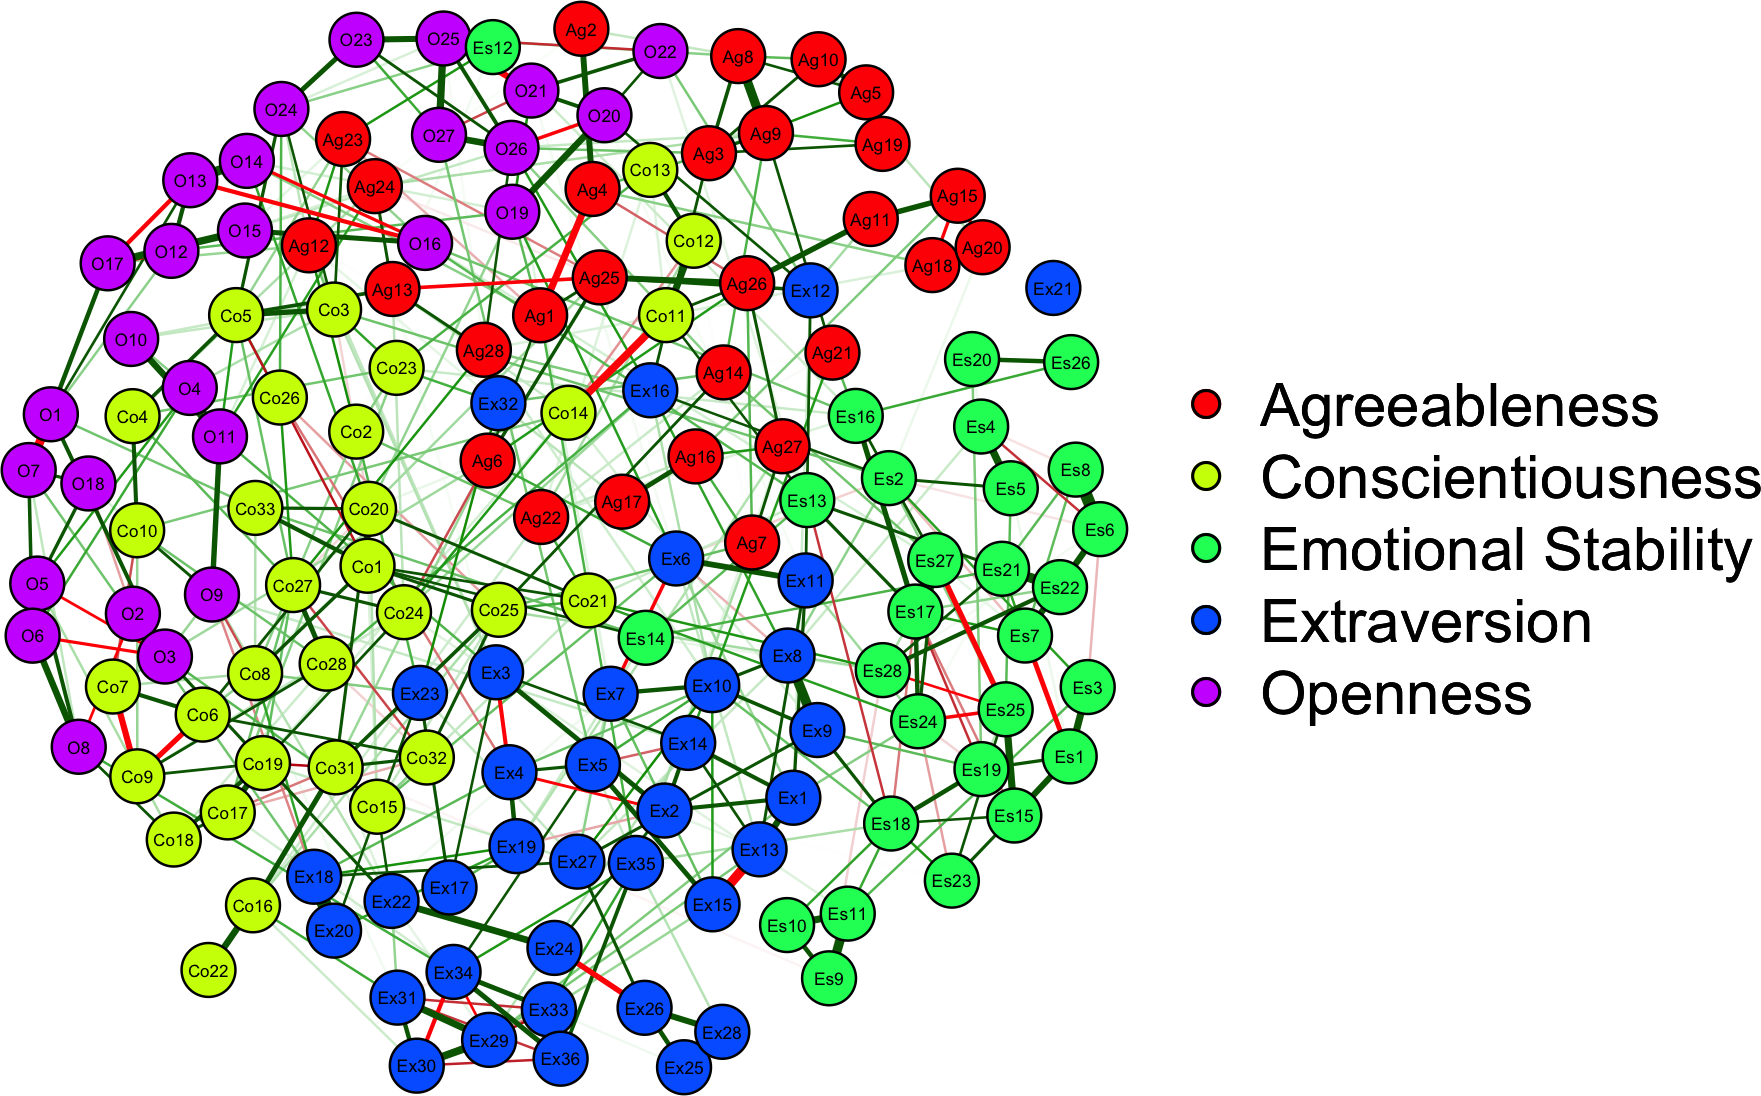 Ag2
O23
O25
Es12
O22
Ag8
Ag10
O21
Ag5
O24
O20
Ag23
O27
O26
Ag9
Ag19
Ag3
O14
Co13
O13
Ag24
Ag4
Ag15
O19
Ag11
O15
Ag12
O16
Co12
Ag20
O12
O17
Ag18
Ag25
Ag26
Ex12
Ex21
Ag13
Co3
Co5
Ag1
Co11
O10
Ag28
Ag21
Es20
Es26
Co23
Ag14
O4
Ex16
Co26
Ex32
Co14
O1
Co4
Es16
Es4
Co2
O11
Ag27
Ag16
Ag6
O7
Es8
Es2
O18
Es5
Es13
Ag17
Co33
Co20
Ag22
Co10
Es6
Ag7
Ex6
Es27
Co1
Es21
Ex11
O5
Co27
Es22
O9
Co21
Co25
Co24
Es17
O2
O6
Es14
Es7
O3
Ex8
Co28
Es28
Ex3
Co8
Ex10
Co7
Es3
Ex23
Ex7
Es25
Co6
Es24
Ex9
Ex14
O8
Es1
Co32
Co19
Ex5
Co31
Es19
Ex4
Co9
Ex1
Co15
Ex2
Co17
Es15
Es18
Co18
Ex19
Ex13
Ex27
Ex35
Ex18
Es23
Ex17
Ex22
Ex15
Co16
Es11
Es10
Ex20
Ex24
Co22
Ex34
Es9
Ex31
Ex26
Ex33
Ex28
Ex29
Ex36
Ex30
Ex25
Agreeableness
Conscientiousness
Emotional Stability
Extraversion
Openness